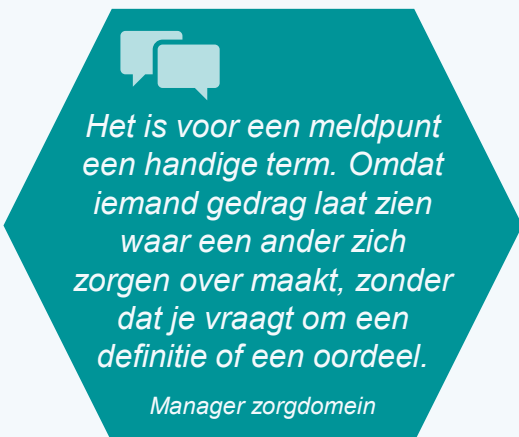 Het is voor een meldpunt
een handige term. Omdat
iemand gedrag laat zien
waar een ander zich
zorgen over maakt, zonder
dat je vraagt om een
definitie of een oordeel.
Manager zorgdomein